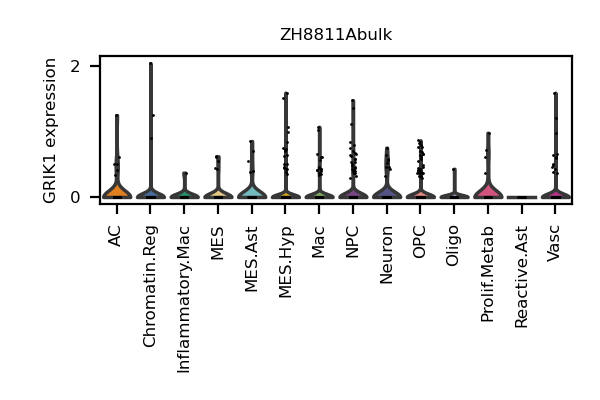 ZH8811Abulk
GRIK1 expression
2
0
AC
Chromatin.Reg
Inflammatory.Mac
MES
MES.Ast
MES.Hyp
Mac
NPC
Neuron
OPC
Oligo
Prolif.Metab
Reactive.Ast
Vasc